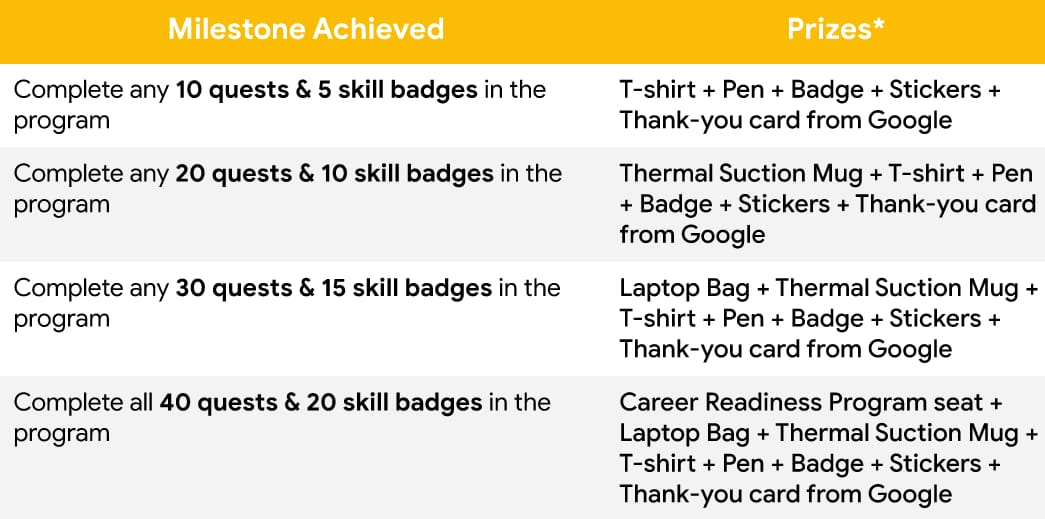 Milestone Achieved
Prizes*
Complete any 10 quests & 5 skill badges in the
program
T-shirt + Pen + Badge + Stickers +
Thank-you card from Google
Complete any 20 quests & 10 skill badges in the
program
Thermal Suction Mug + T-shirt + Pen
+ Badge + Stickers + Thank-you card
from Google
Complete any 30 quests & 15 skill badges in the
program
Laptop Bag + Thermal Suction Mug +
T-shirt + Pen + Badge + Stickers +
Thank-you card from Google
Complete all 40 quests & 20 skill badges in the
program
Career Readiness Program seat +
Laptop Bag + Thermal Suction Mug +
T-shirt + Pen + Badge + Stickers +
Thank-you card from Google